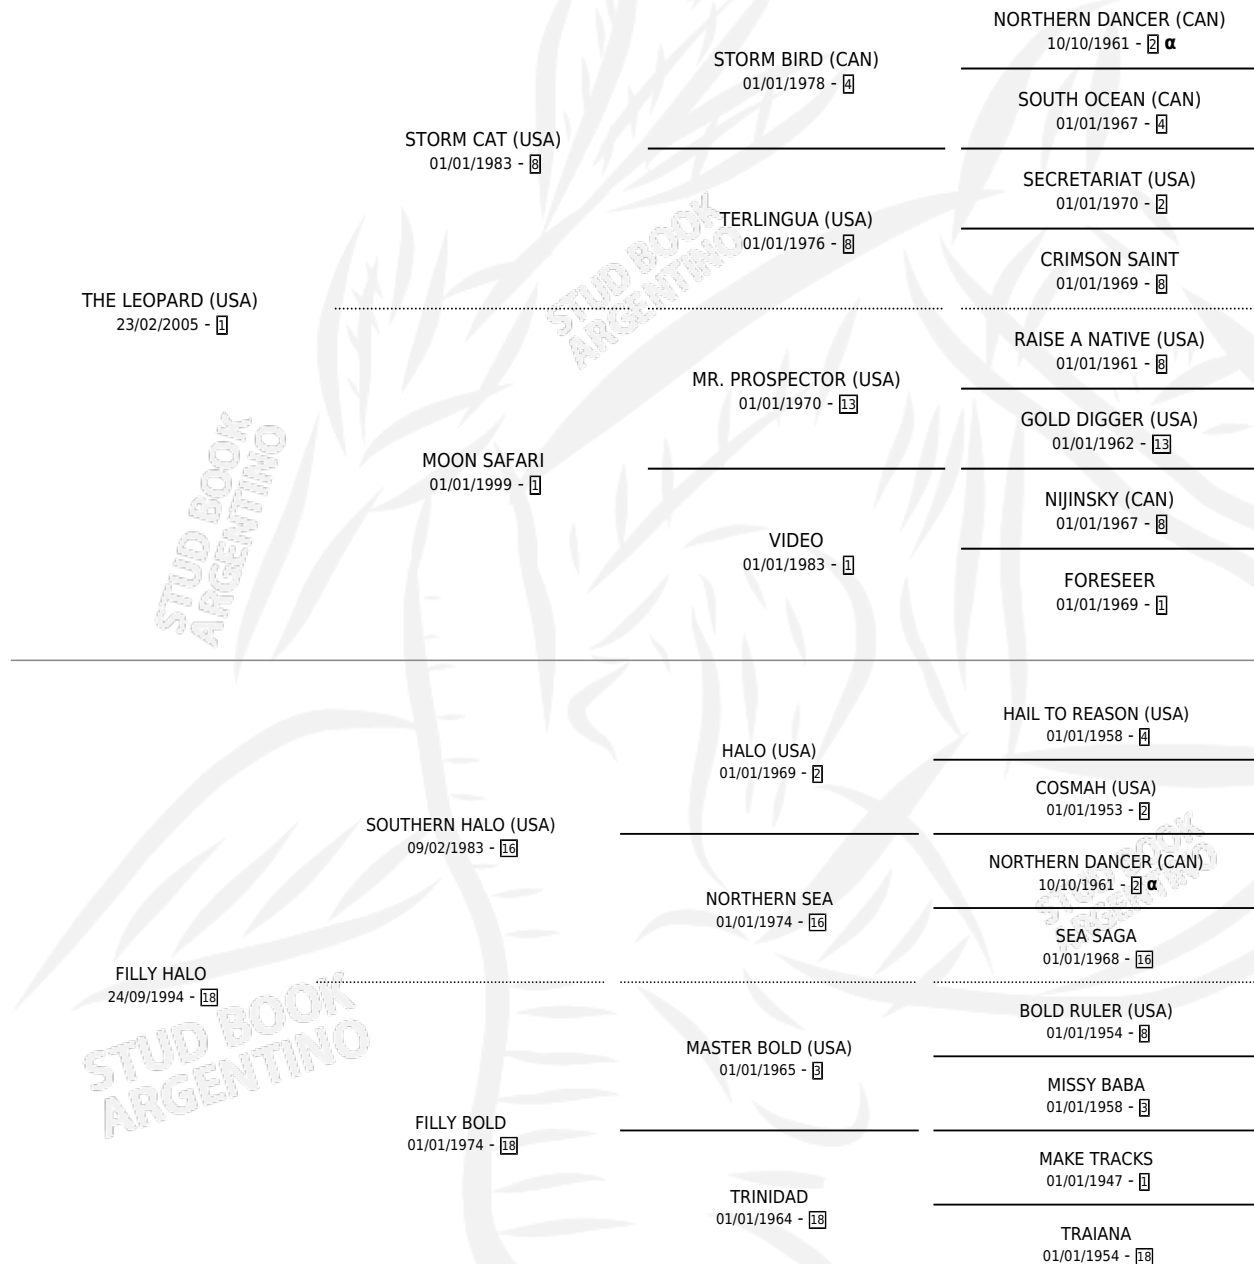 NORTHERN DANCER (CAN)
10/10/1961 - 2 α
STORM BIRD (CAN)
01/01/1978 - 4
SOUTH OCEAN (CAN)
01/01/1967 - 4
STORM CAT (USA)
01/01/1983 - 8
SECRETARIAT (USA)
01/01/1970 - 2
TERLINGUA (USA)
01/01/1976 - 8
CRIMSON SAINT
01/01/1969 - 8
THE LEOPARD (USA)
23/02/2005 - 1
STUD BOOK
ARGENTINO
RAISE A NATIVE (USA)
01/01/1961 - 8
MR. PROSPECTOR (USA)
01/01/1970 - 13
GOLD DIGGER (USA)
01/01/1962 - 13
MOON SAFARI
01/01/1999 - 1
NIJINSKY (CAN)
01/01/1967 - 8
VIDEO
01/01/1983 - 1
FORESEER
01/01/1969 - 1
STUD BOOK
ARGENTINO
HAIL TO REASON (USA)
01/01/1958 - 4
HALO (USA)
01/01/1969 - 2
COSMAH (USA)
01/01/1953 - 2
SOUTHERN HALO (USA)
09/02/1983 - 16
STUD BOOK
ARGENTINO
NORTHERN DANCER (CAN)
10/10/1961 - 2 α
NORTHERN SEA
01/01/1974 - 16
SEA SAGA
01/01/1968 - 16
FILLY HALO
24/09/1994 - 18
STUD BOOK
ARGENTINO
BOLD RULER (USA)
01/01/1954 - 8
MASTER BOLD (USA)
01/01/1965 - 3
MISSY BABA
01/01/1958 - 3
FILLY BOLD
01/01/1974 - 18
MAKE TRACKS
01/01/1947 - 1
TRINIDAD
01/01/1964 - 18
TRAIANA
01/01/1954 - 18